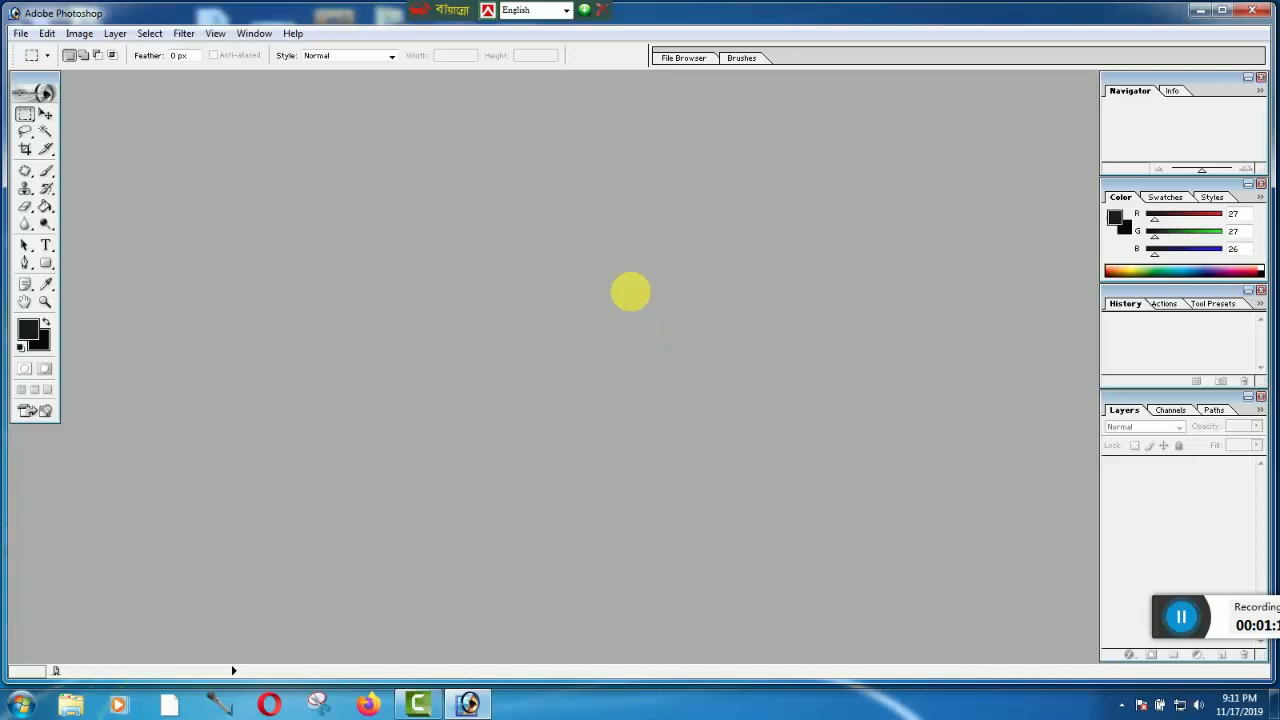 Adobe Photoshop
বায়ান্নো
English
File Edit Image Layer Select Filter View Window Help
Feather: 0 px Anti-aliased Style: Normal Width: Height: File Browser Brushes
Navigator Info
Color Swatches Styles
R 27
G 27
B 26
History Actions Tool Presets
Layers Channels Paths
Normal Opacity:
Lock: Fill:
Recording
00:01:1
9:11 PM
11/17/2019